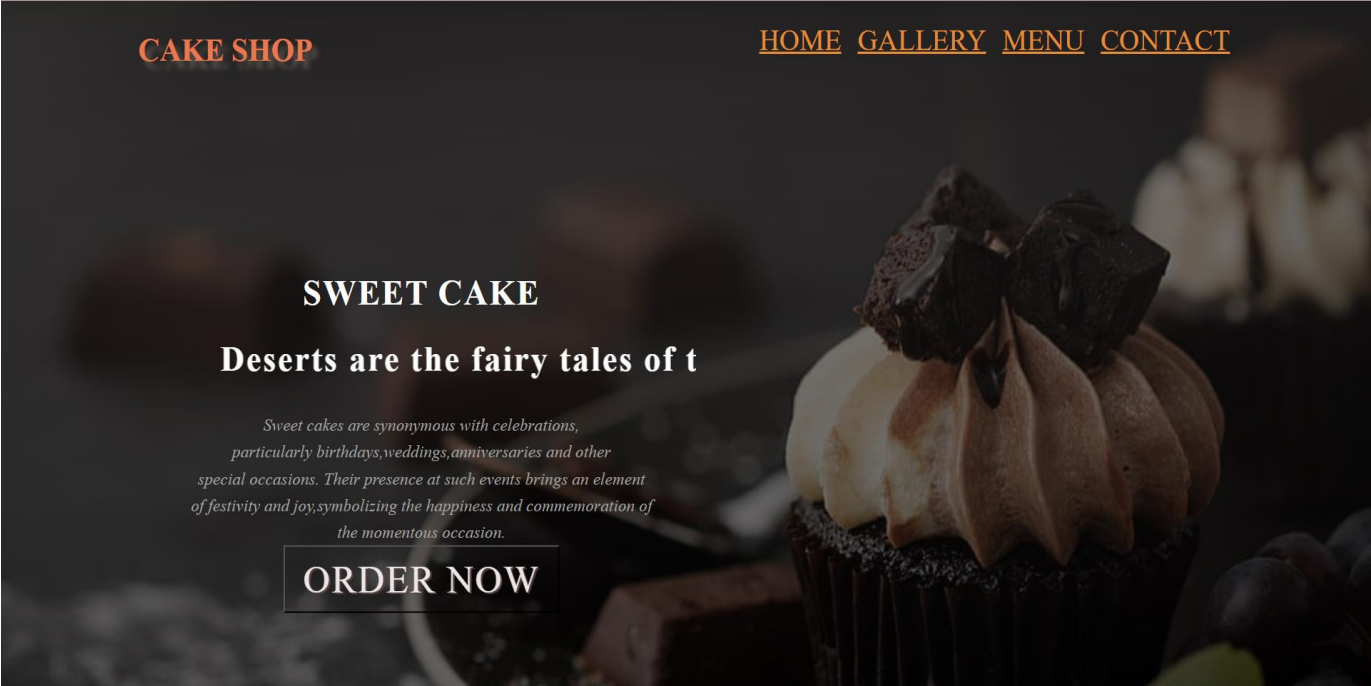 CAKE SHOP
HOME GALLERY MENU CONTACT
SWEET CAKE
Deserts are the fairy tales of t
Sweet cakes are synonymous with celebrations,
particularly birthdays,weddings,anniversaries and other
special occasions. Their presence at such events brings an element
of festivity and joy,symbolizing the happiness and commemoration of
the momentous occasion.
ORDER NOW